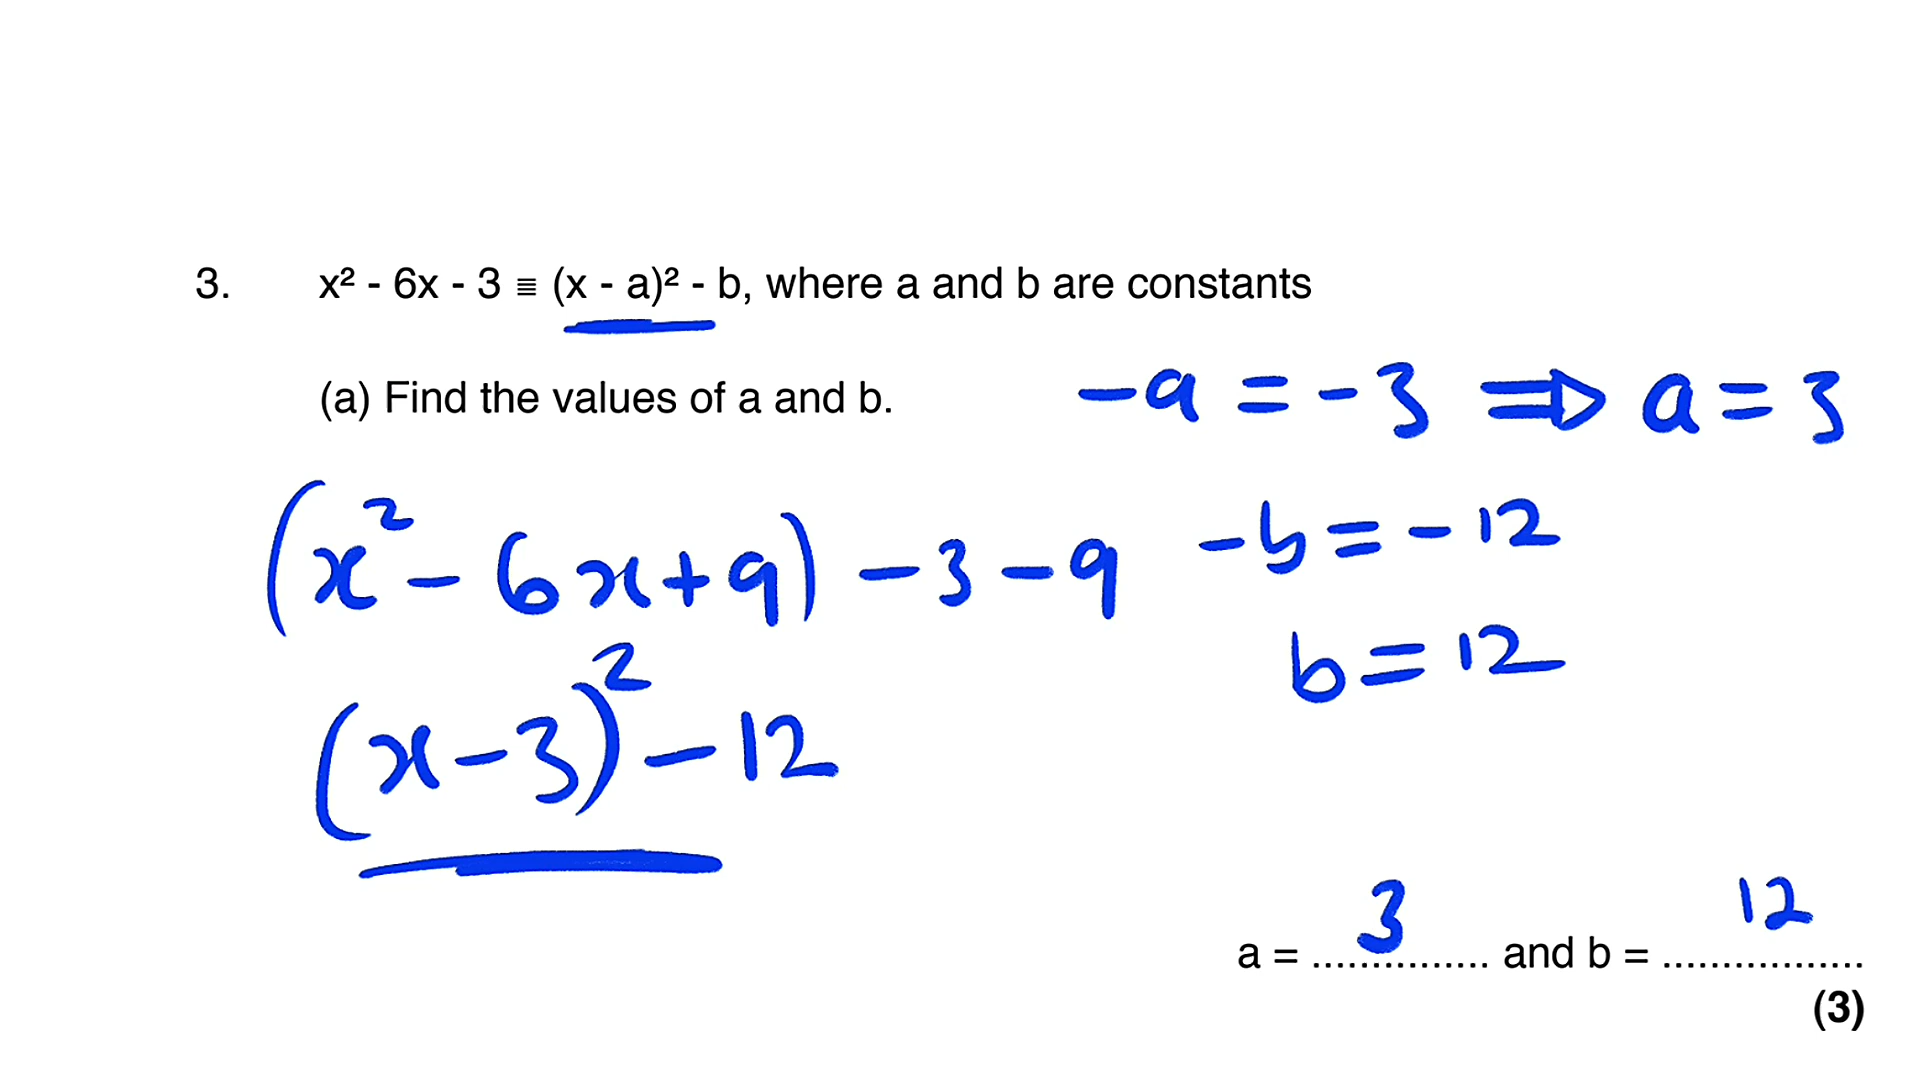 3. x² - 6x - 3 ≡ (x - a)² - b, where a and b are constants
(a) Find the values of a and b.
-a = -3 ⇒ a = 3
(x² - 6x + 9) - 3 - 9
-b = -12
b = 12
(x - 3)² - 12
a = ...3... and b = ...12...
(3)